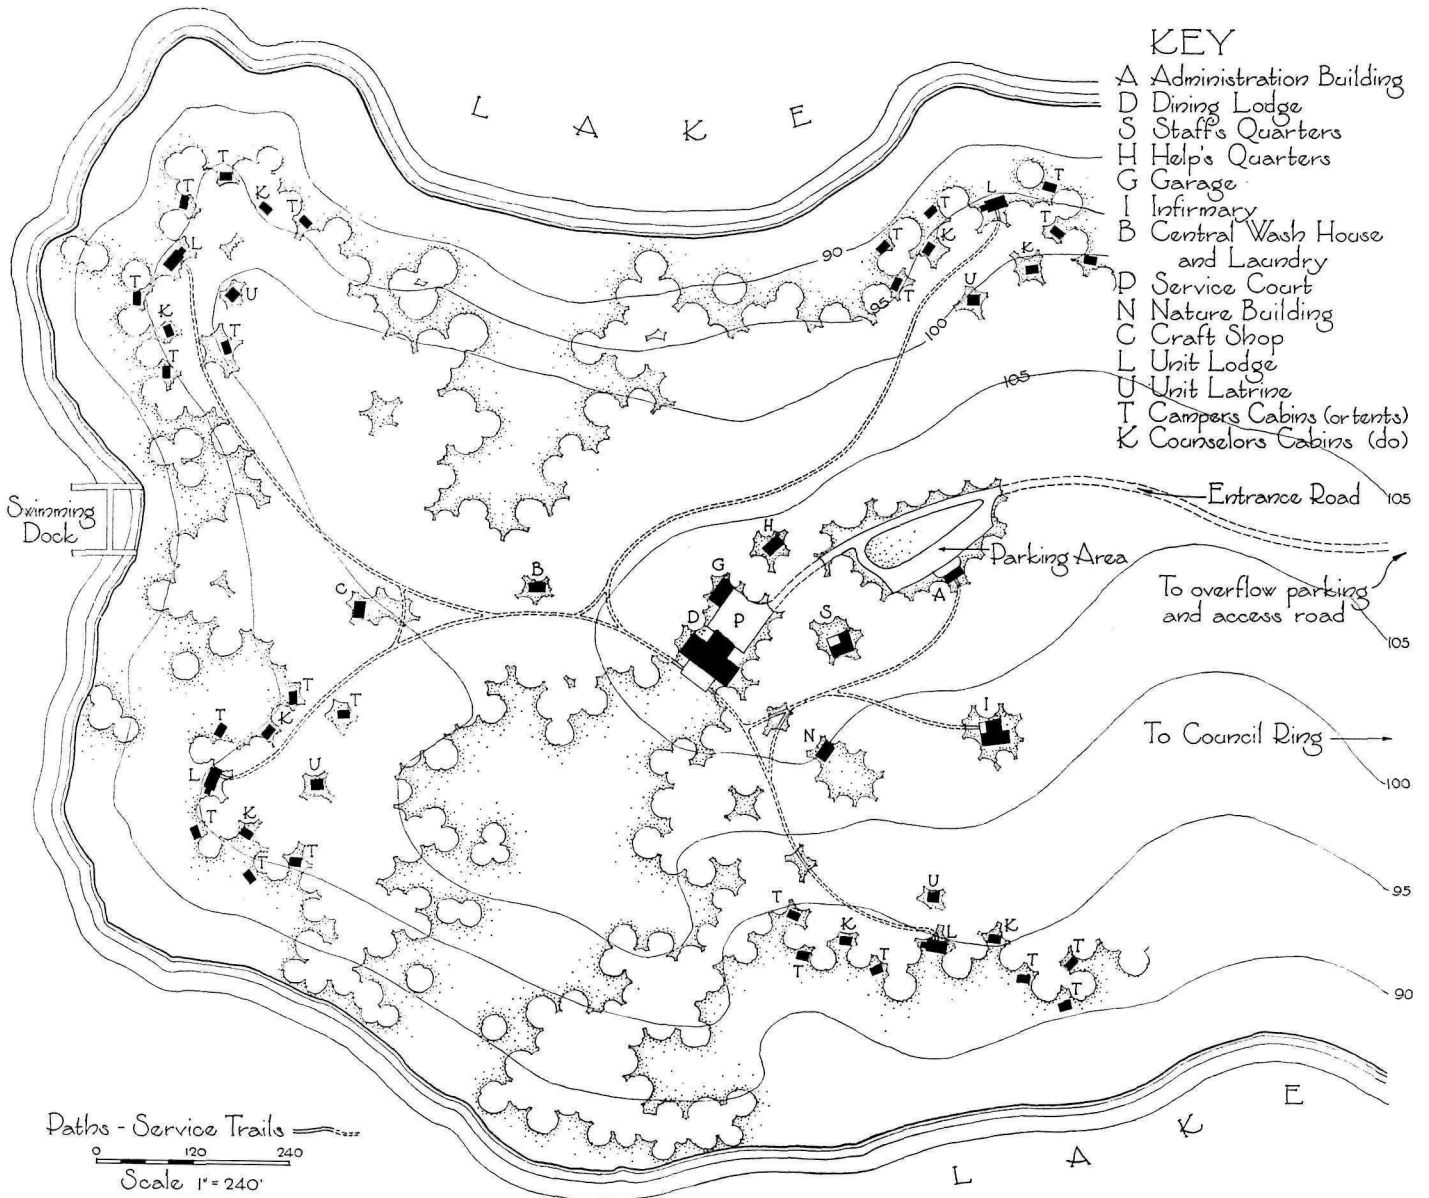 KEY
A Administration Building
D Dining Lodge
S Staff's Quarters
H Help's Quarters
G Garage
I Infirmary
B Central Wash House
and Laundry
P Service Court
N Nature Building
C Craft Shop
L Unit Lodge
U Unit Latrine
T Campers Cabins (or tents)
K Counselors Cabins (do)
L A K E
T
T
K
T
L
T
U
K
T
T
T
L
T
T
K
K
T
T
U
90
95
100
105
105
Entrance Road
Parking Area
To overflow parking
and access road
105
Swimming
Dock
H
G
B
C
D
P
S
A
I
N
To Council Ring
100
95
90
T
K
T
T
L
U
T
K
T
T
U
T
K
L
K
T
T
T
T
T
L A K E
Paths - Service Trails
0 120 240
Scale 1" = 240'